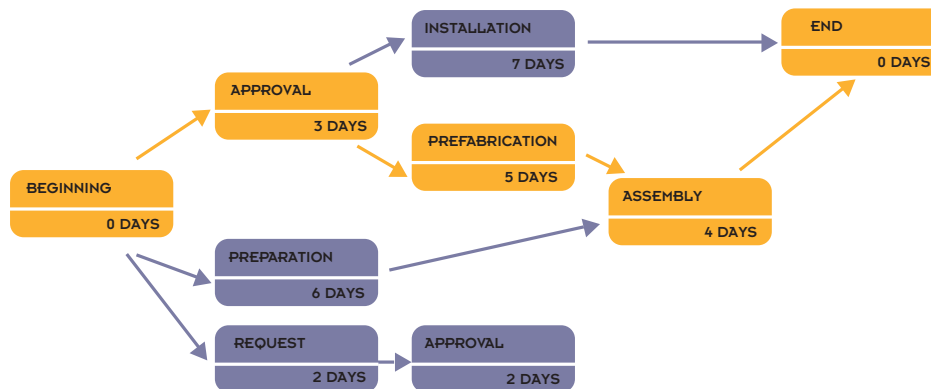 INSTALLATION
7 DAYS
END
0 DAYS
APPROVAL
3 DAYS
PREFABRICATION
5 DAYS
BEGINNING
0 DAYS
ASSEMBLY
4 DAYS
PREPARATION
6 DAYS
REQUEST
2 DAYS
APPROVAL
2 DAYS